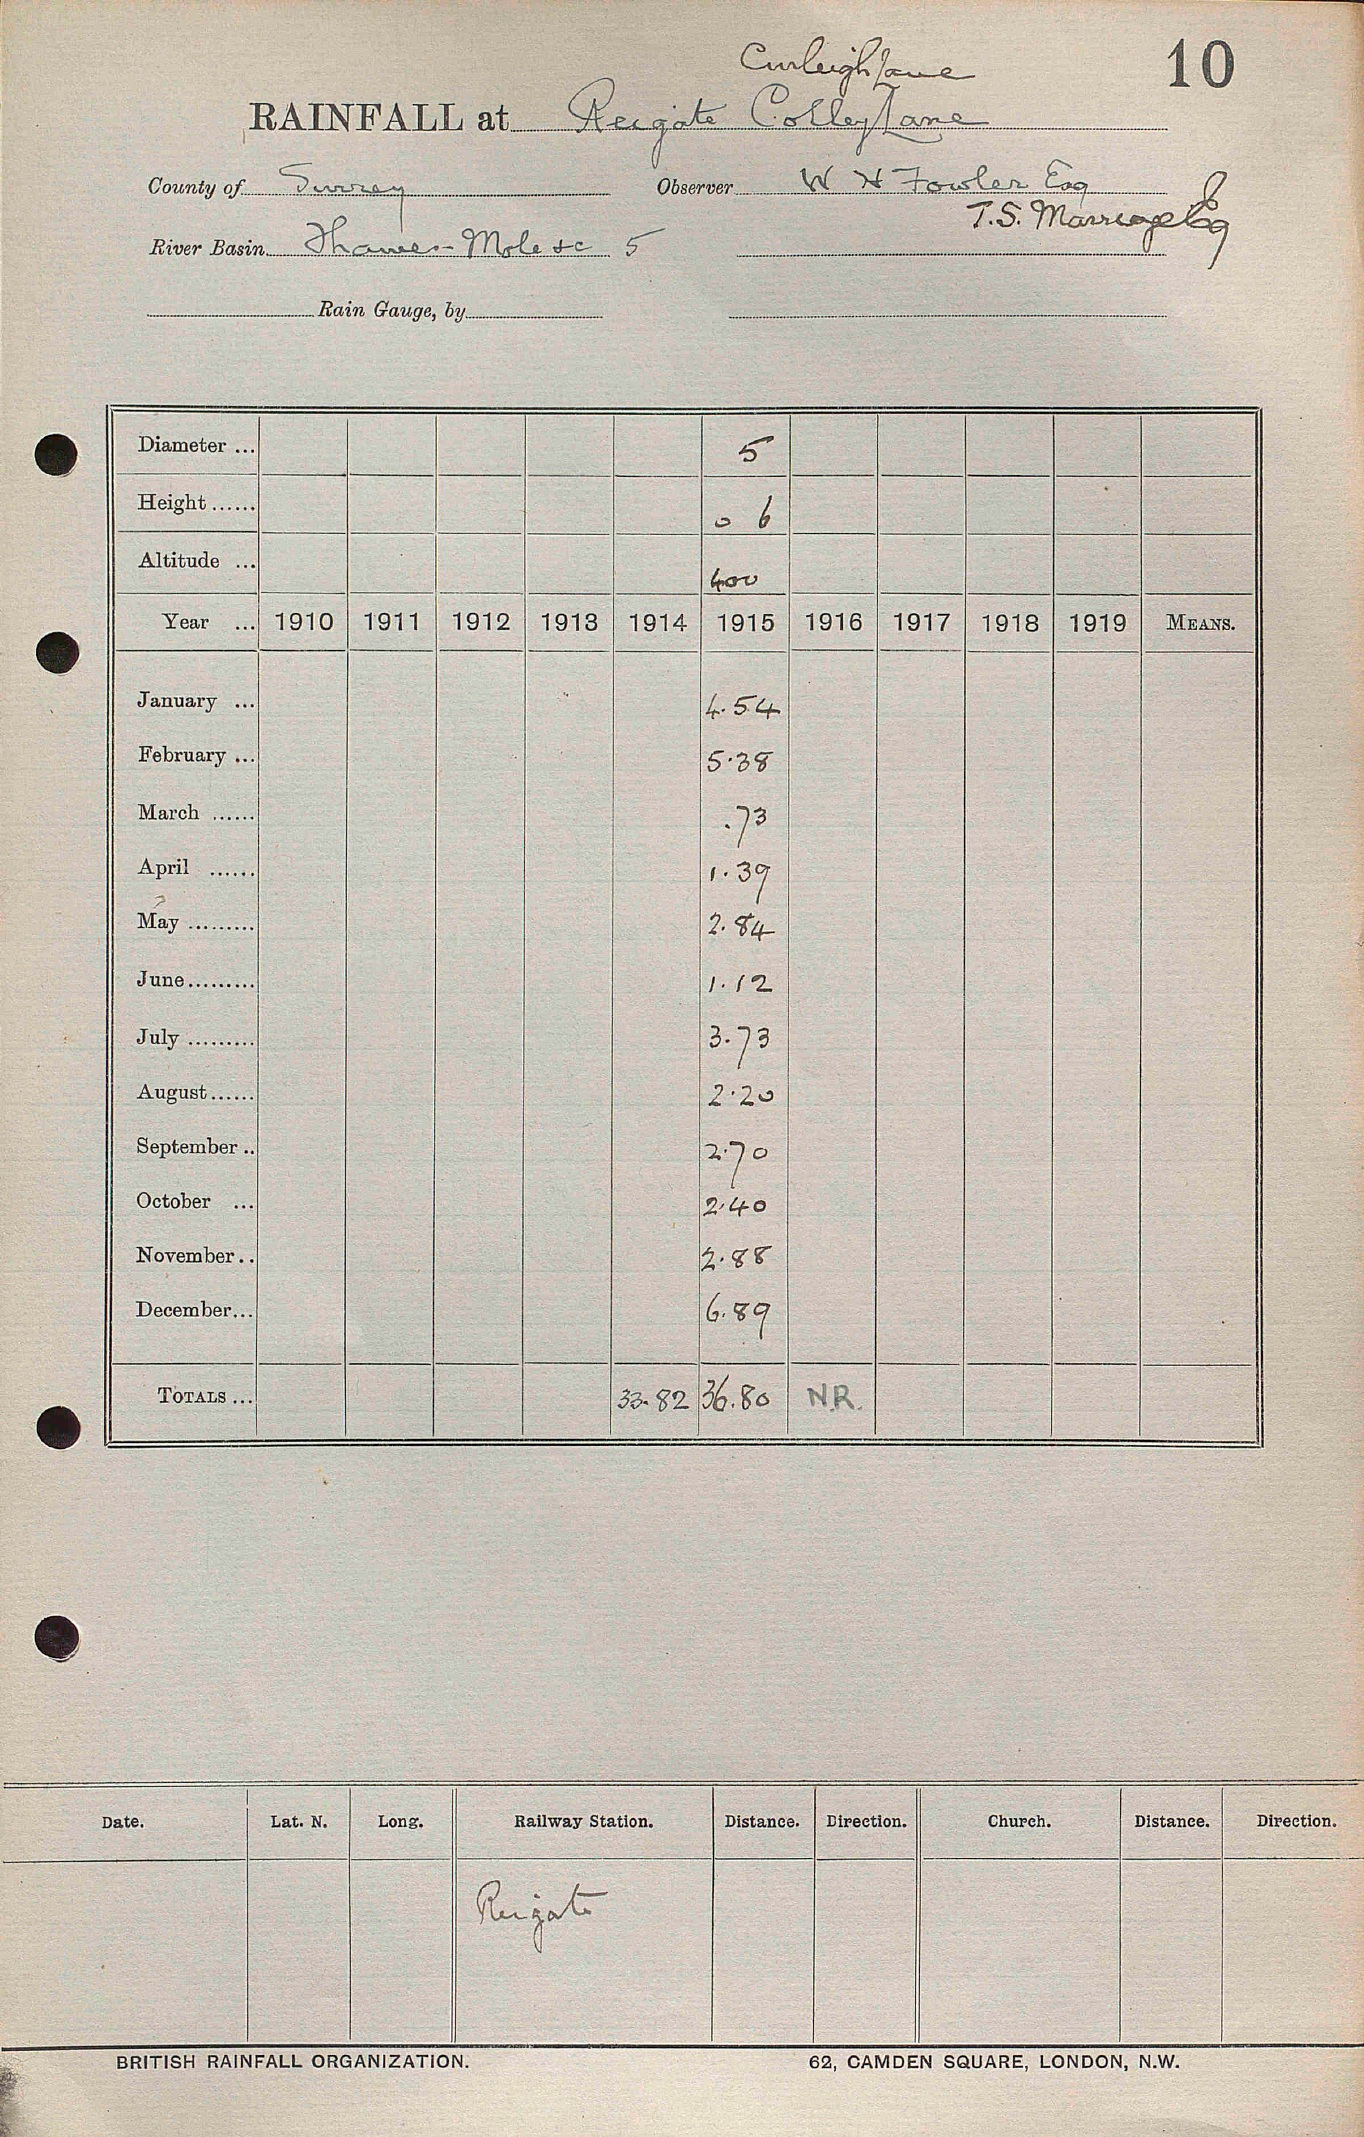 10
RAINFALL at Reigate Colley Lane
County of Surrey Observer W H Fowler Esq
T.S. Marriage Esq
River Basin Thames - Mole &c 5
Rain Gauge, by
Diameter ... 5
Height ...... 0 6
Altitude ... 400
Year ... 1910 1911 1912 1913 1914 1915 1916 1917 1918 1919 MEANS.
January ... 4.54
February ... 5.38
March ...... .73
April ...... 1.39
May ......... 2.84
June......... 1.12
July ......... 3.73
August...... 2.20
September .. 2.70
October ... 2.40
November.. 2.88
December... 6.89
TOTALS ... 33.82 36.80 N.R.
Date. Lat. N. Long. Railway Station. Distance. Direction. Church. Distance. Direction.
Reigate
BRITISH RAINFALL ORGANIZATION. 62, CAMDEN SQUARE, LONDON, N.W.